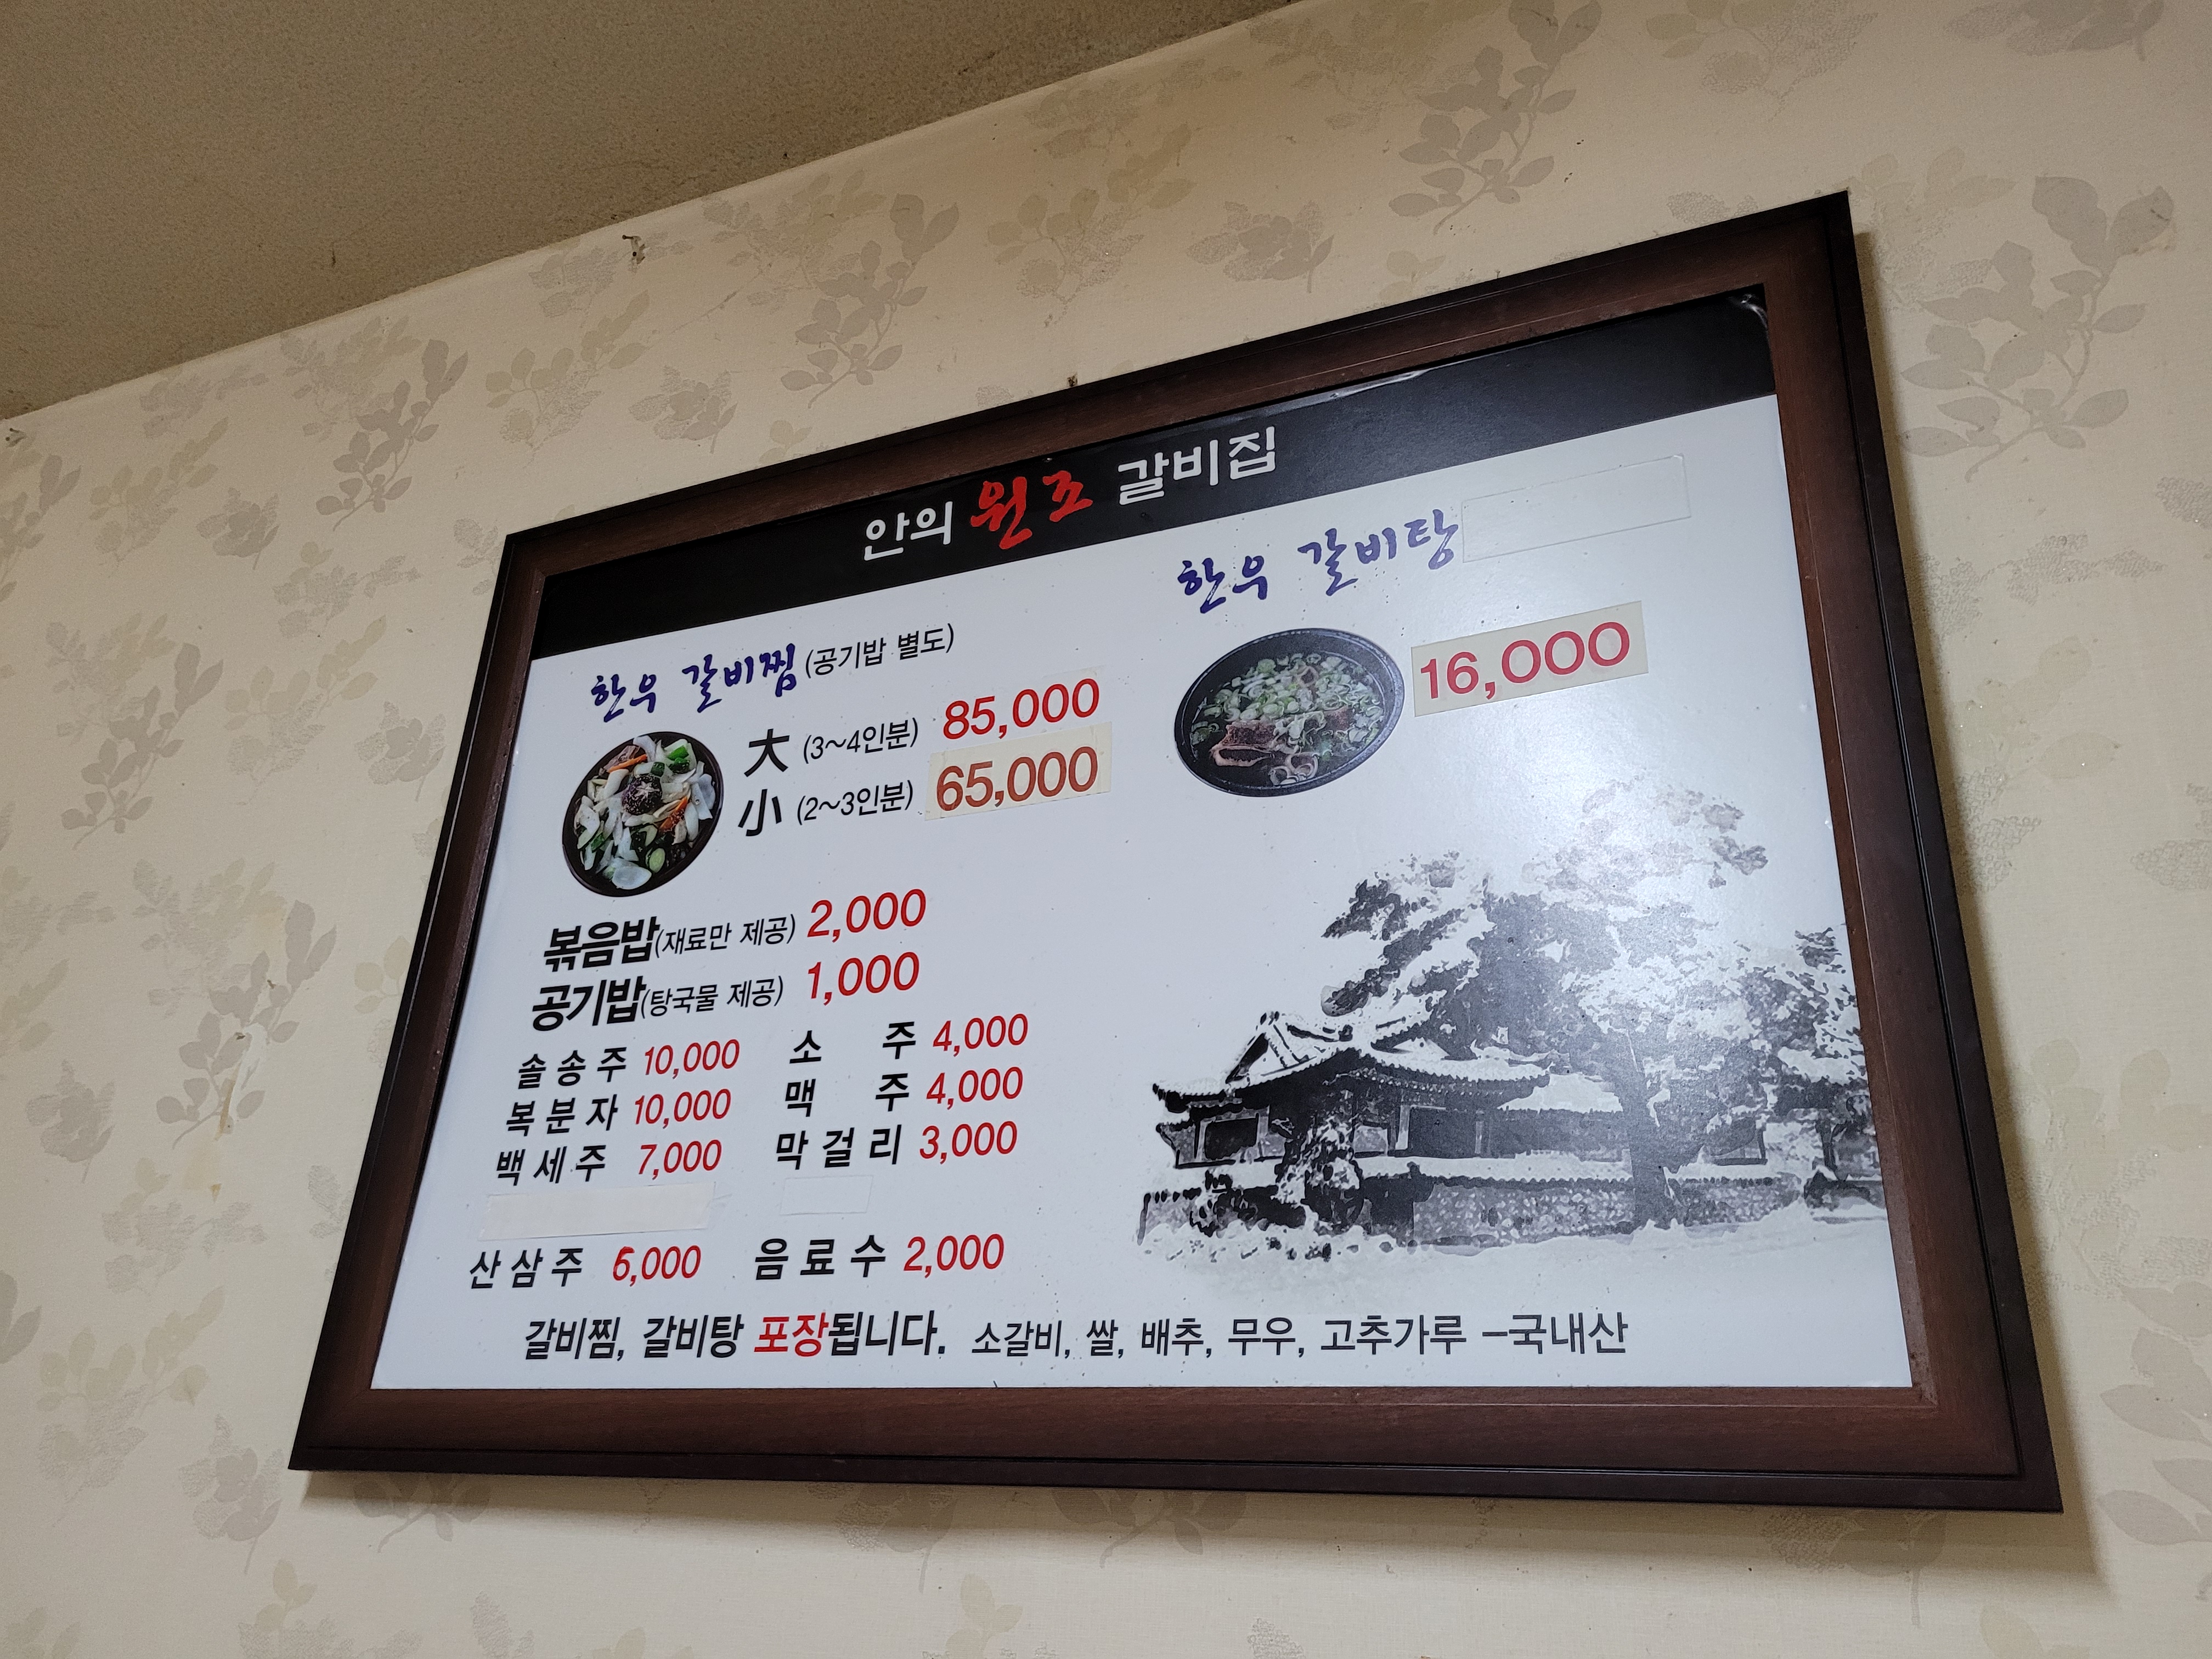 안의 원조 갈비집
한우 갈비찜 (공기밥 별도)
大 (3~4인분) 85,000
小 (2~3인분) 65,000
한우 갈비탕
16,000
볶음밥(재료만 제공) 2,000
공기밥(탕국물 제공) 1,000
솔송주 10,000 소 주 4,000
복분자 10,000 맥 주 4,000
백세주 7,000 막걸리 3,000
산삼주 6,000 음료수 2,000
갈비찜, 갈비탕 포장됩니다. 소갈비, 쌀, 배추, 무우, 고추가루 -국내산